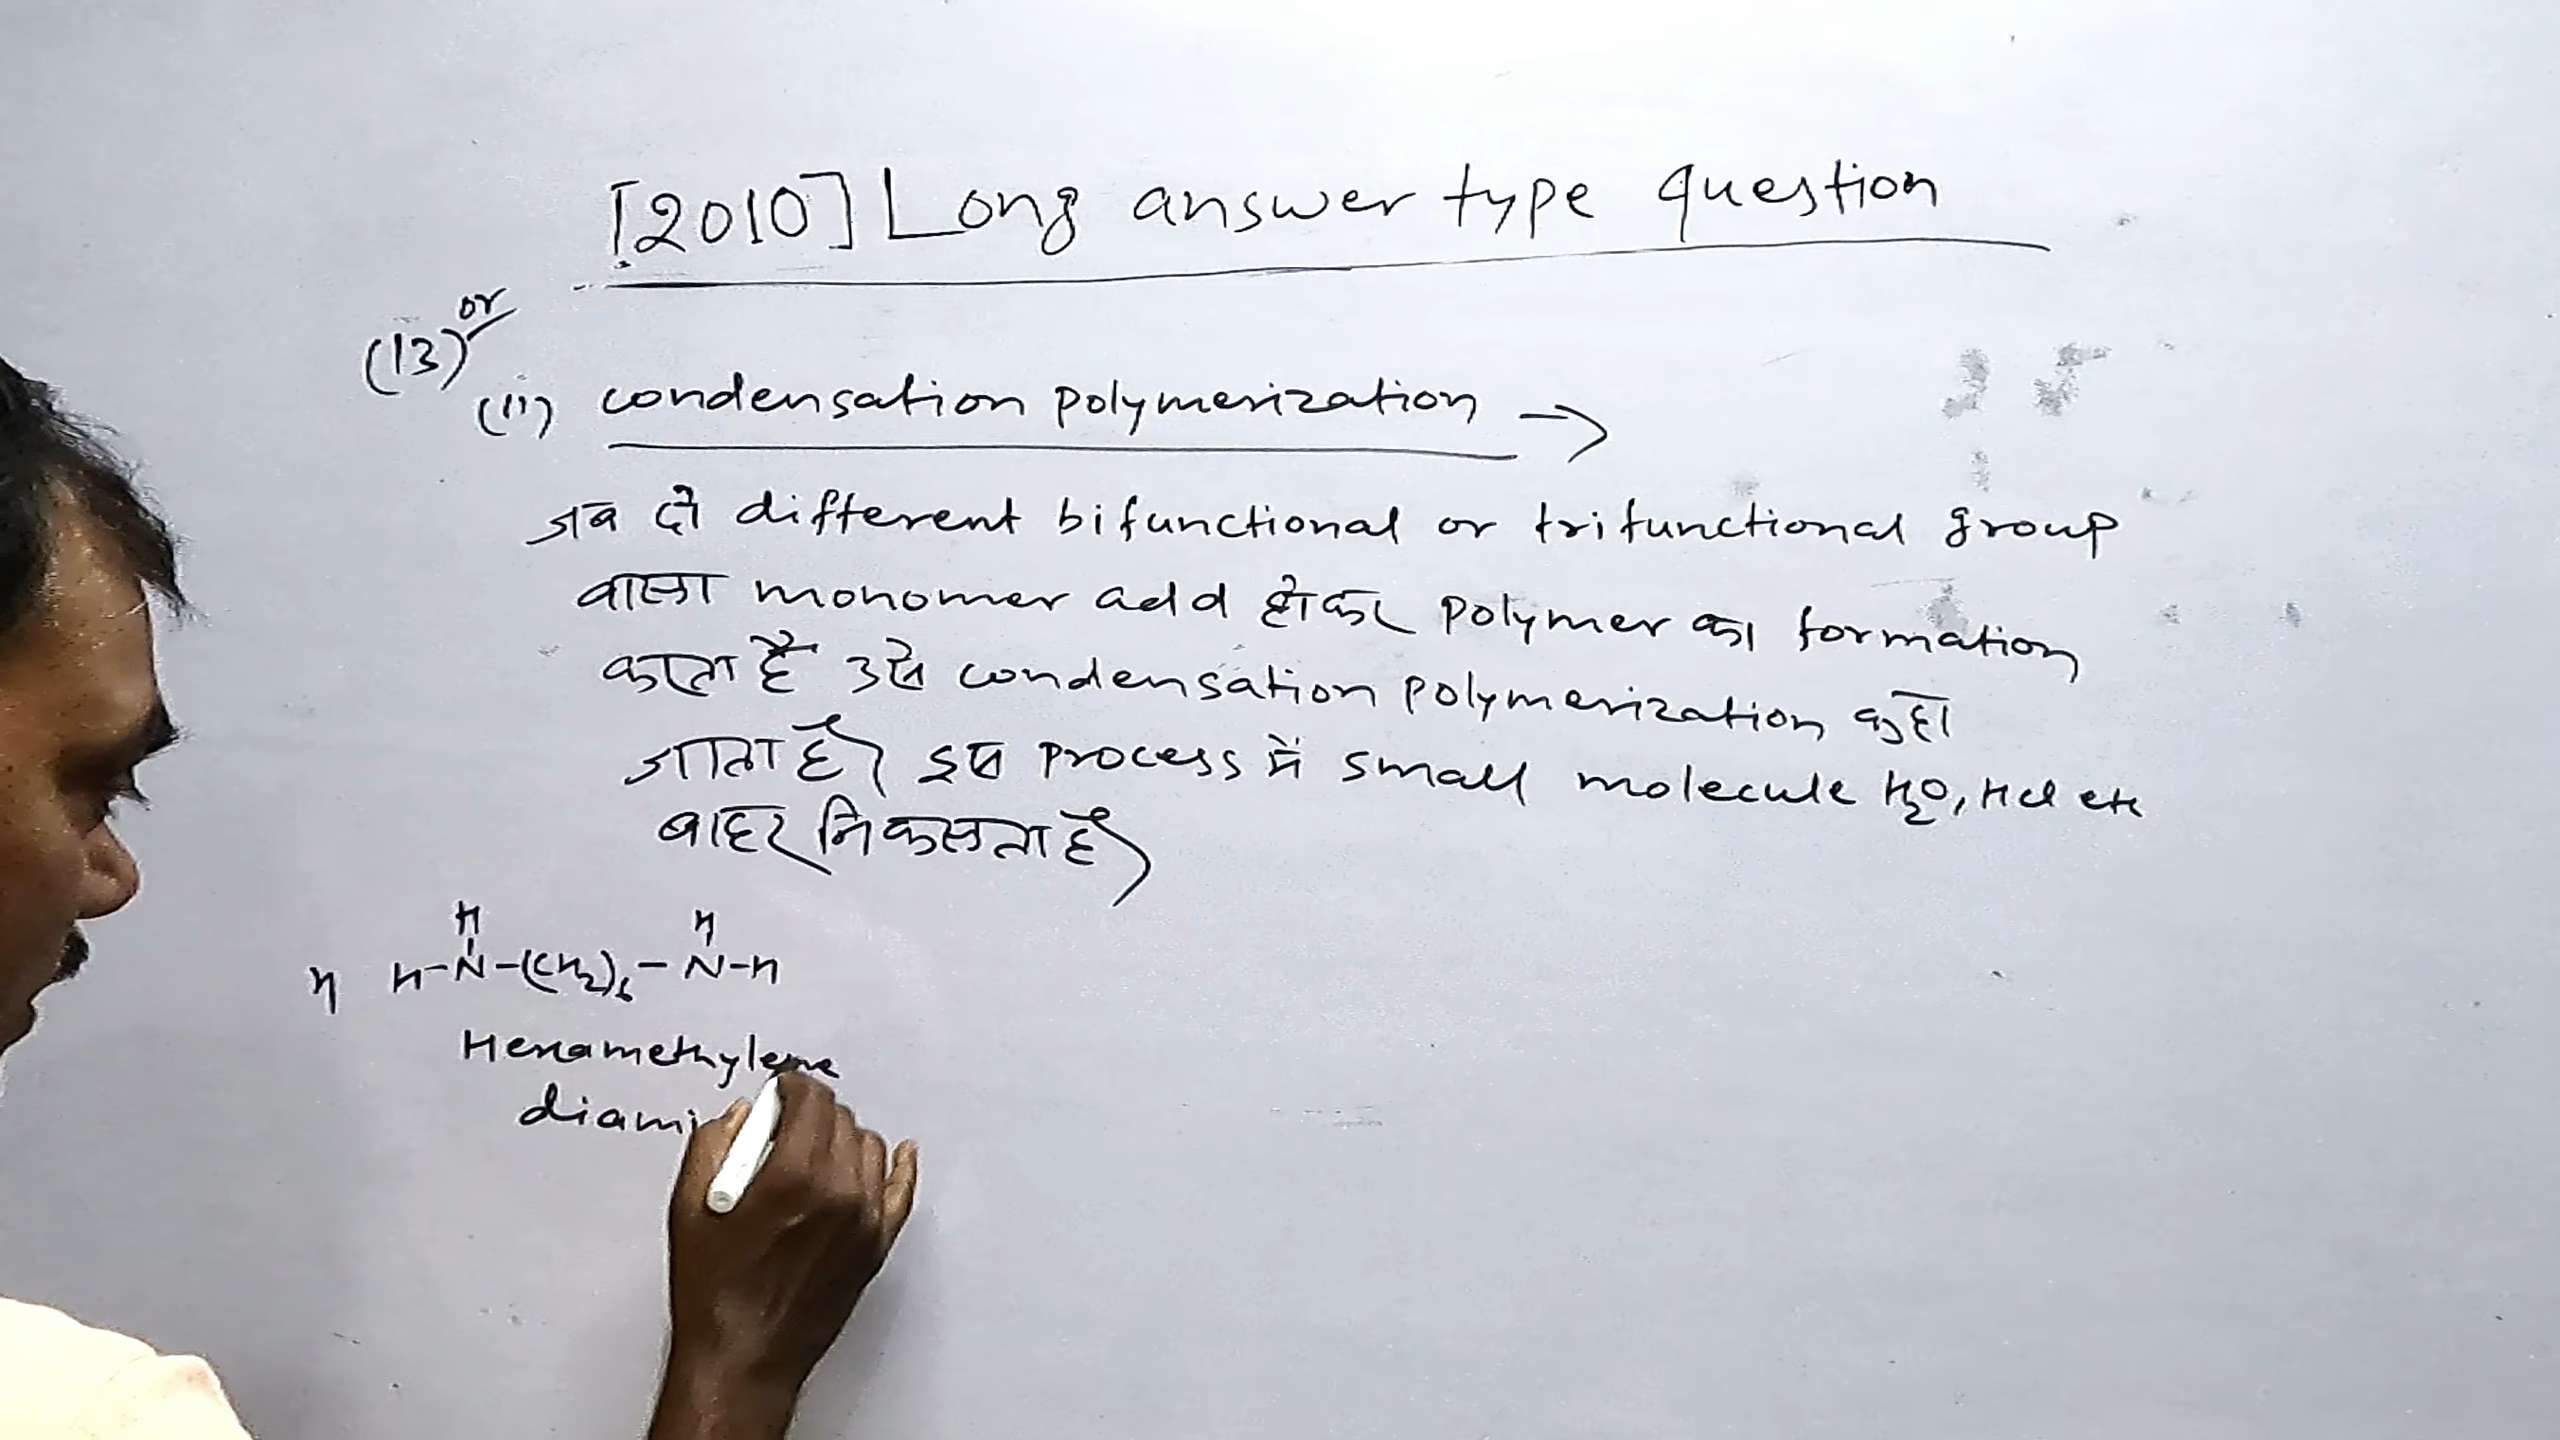 [2010] Long answer type question
(13) or
(ii) condensation polymerization →
जब दो different bifunctional or trifunctional group
वाला monomer add होकर polymer का formation
करता है उसे condensation polymerization कहा
जाता है। इस process में small molecule H₂O, HCl etc
बाहर निकलता है।
H H
n H-N-(CH₂)₆-N-H
Hexamethylene
diami